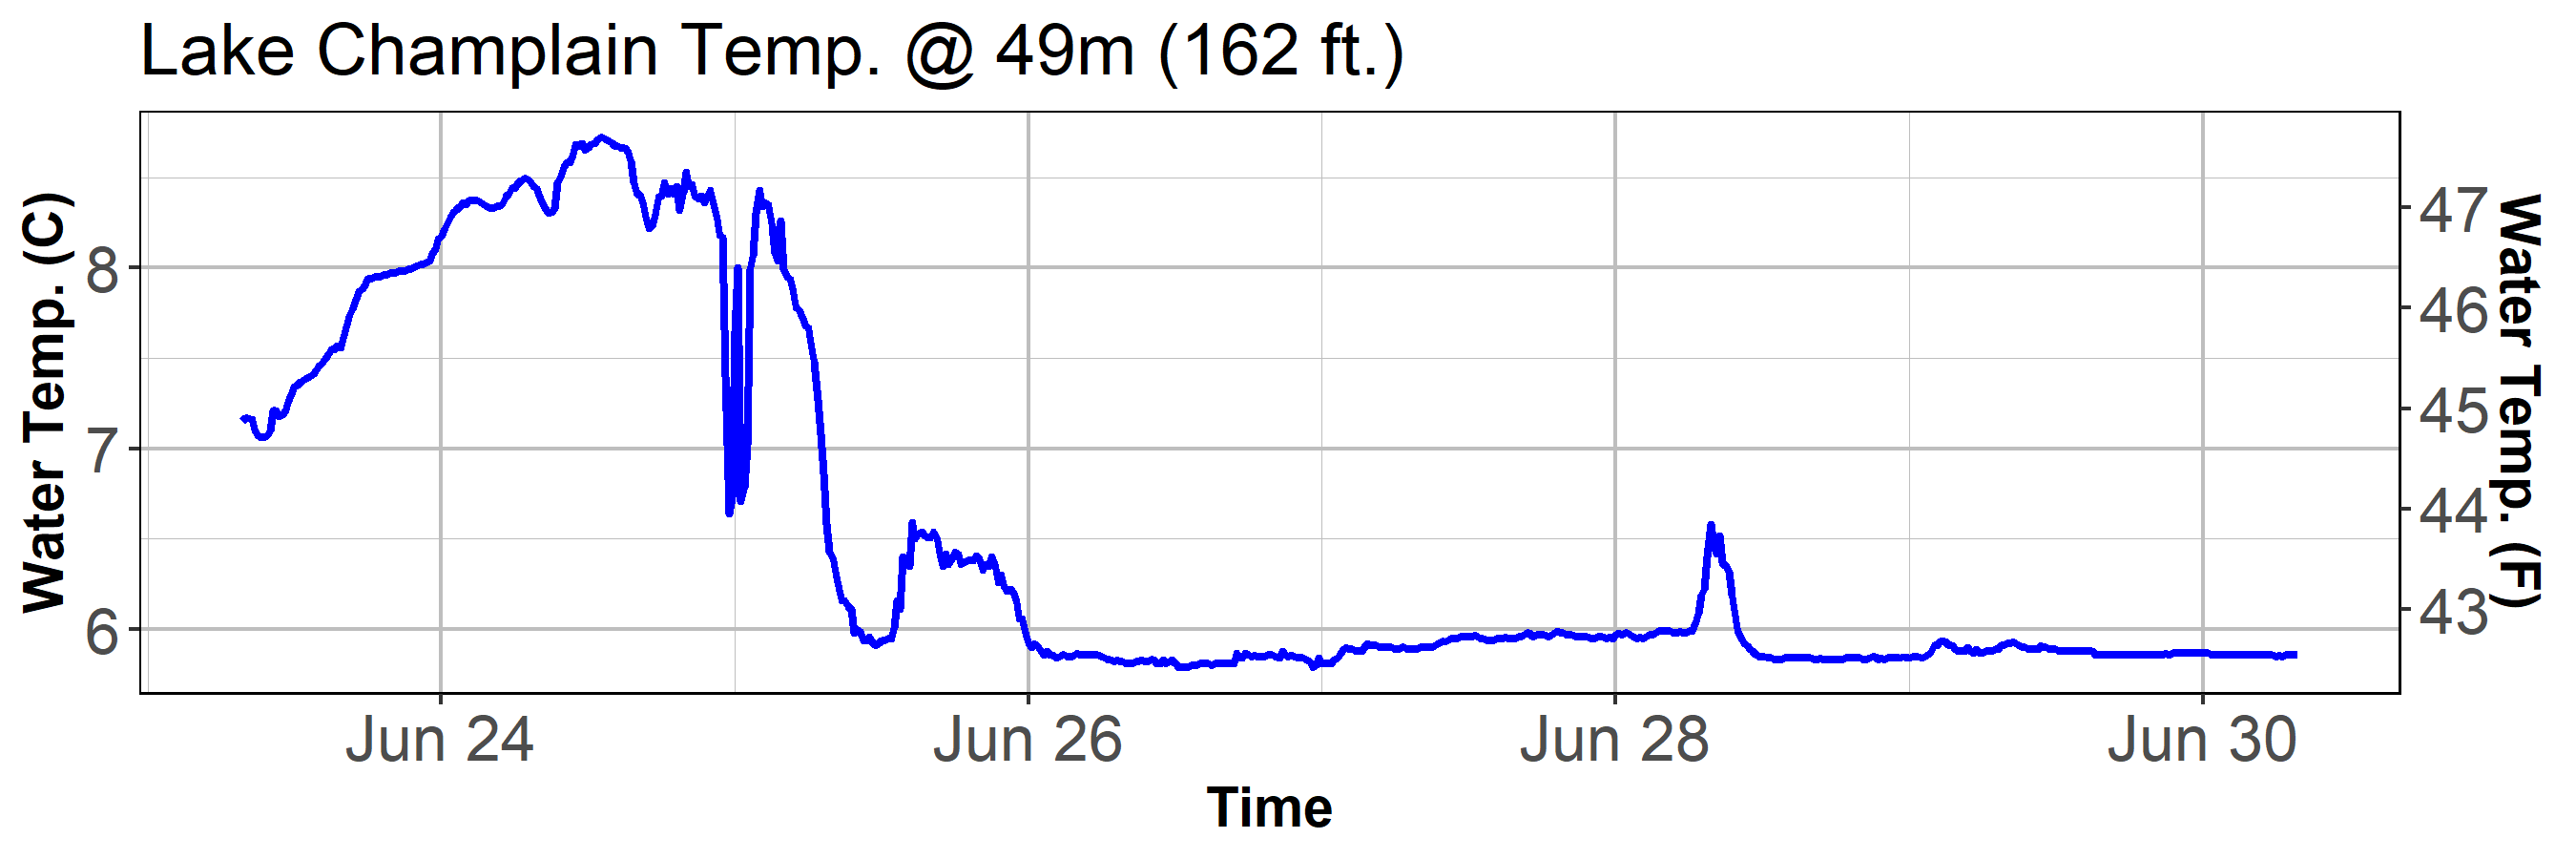 Lake Champlain Temp. @ 49m (162 ft.)
Water Temp. (C)
8
7
6
47
46
45
44
43
Water Temp. (F)
Jun 24
Jun 26
Jun 28
Jun 30
Time